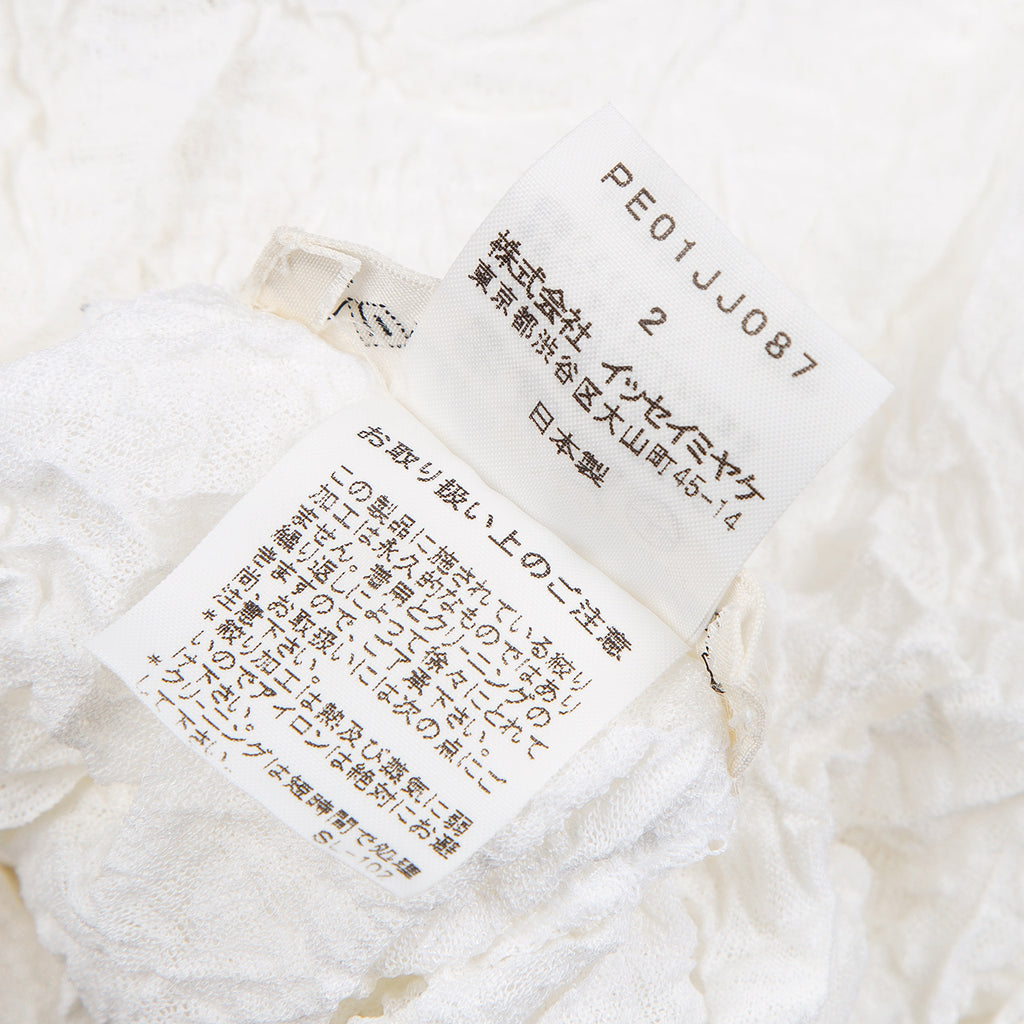 PE01JJ087
2
株式会社 イッセイミヤケ
東京都渋谷区大山町45-14
日本製
お取り扱い上のご注意
この製品に施されている絞り
加工は永久的なものではあり
ません。着用とクリーニングの
繰り返しによって徐々にとれて
きますのでご了承下さい。
尚、お取扱いには次の点にご
注意下さい。
*絞り加工は熱及び蒸気に弱
いのでアイロンは絶対にお避
け下さい。
*クリーニングは短時間で処理
して下さい。
SL-107